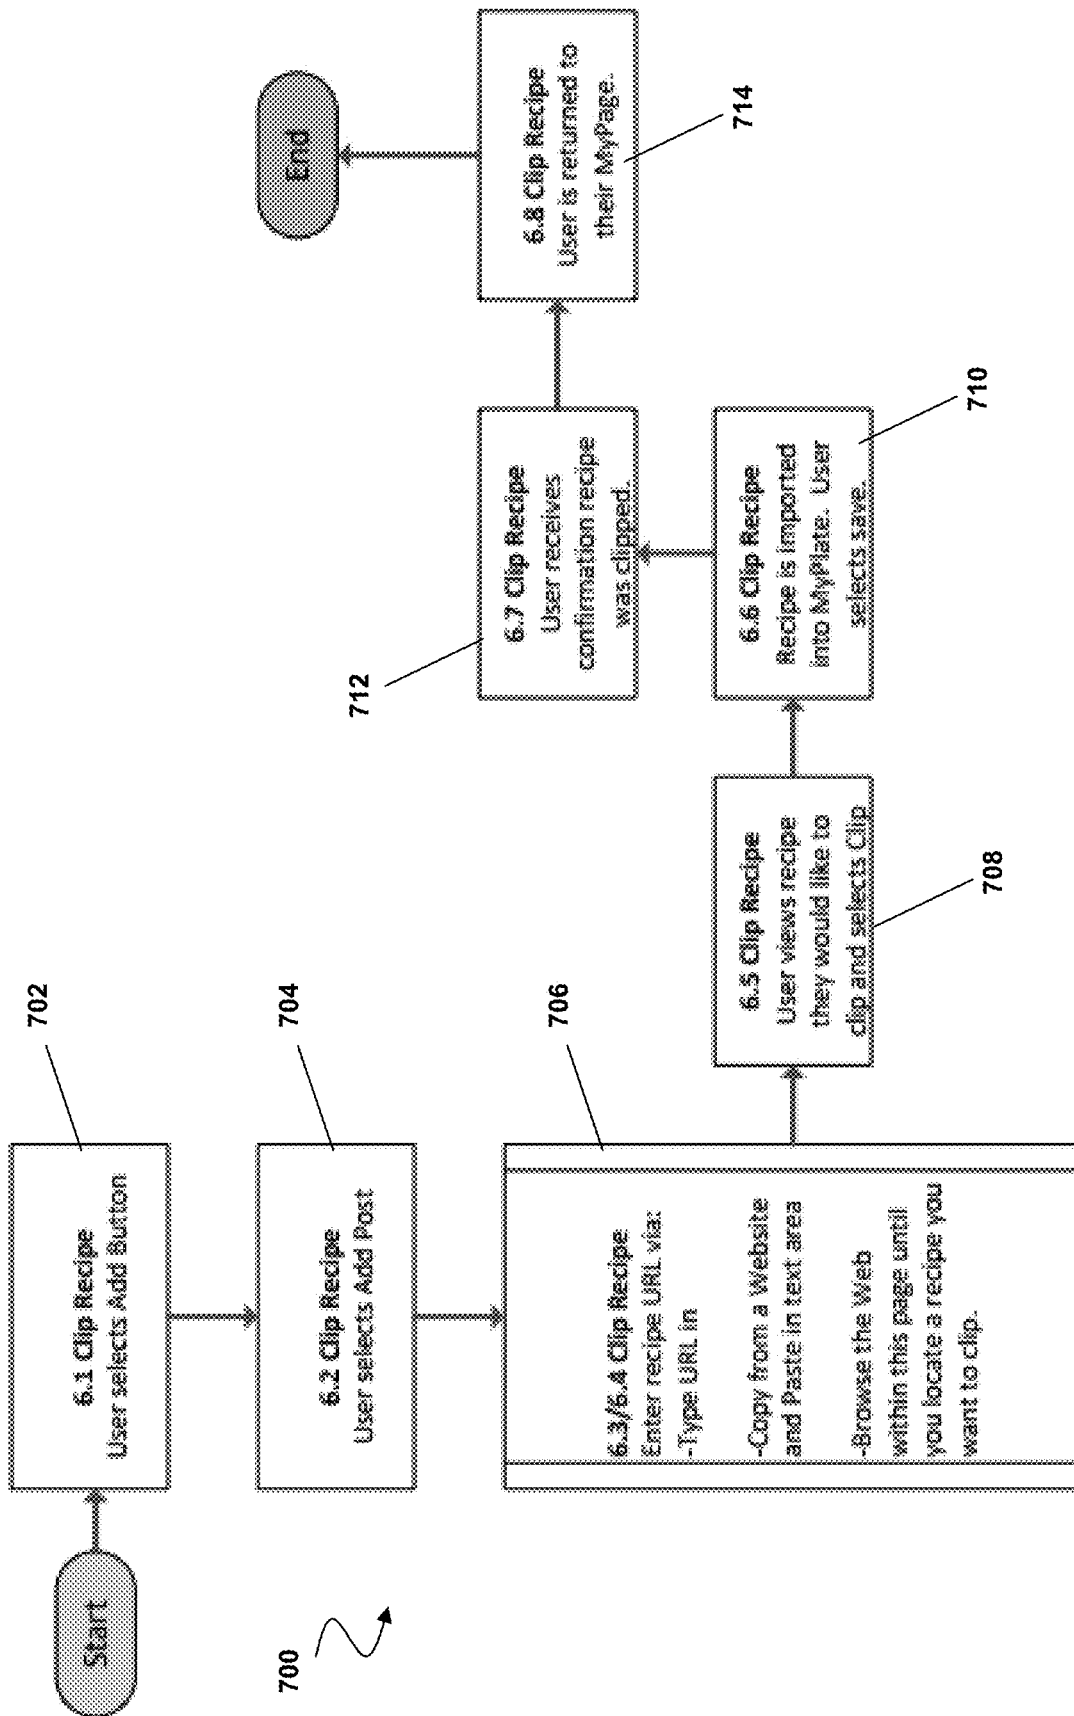 Start
702
6.1 Clip Recipe
User selects Add Button
704
6.2 Clip Recipe
User selects Add Post
706
6.3/6.4 Clip Recipe:
Enter recipe URL via:
-Type URL in
-Copy from a Website
and Paste in text area
-Browse the Web
within this page until
you locate a recipe you
want to clip.
6.5 Clip Recipe
User views recipe
they would like to
clip and selects Clip
708
6.6 Clip Recipe
Recipe is imported
into MyPlate. User
selects save.
710
712
6.7 Clip Recipe
User receives
confirmation recipe
was clipped.
6.8 Clip Recipe
User is returned to
their MyPage.
714
End
700